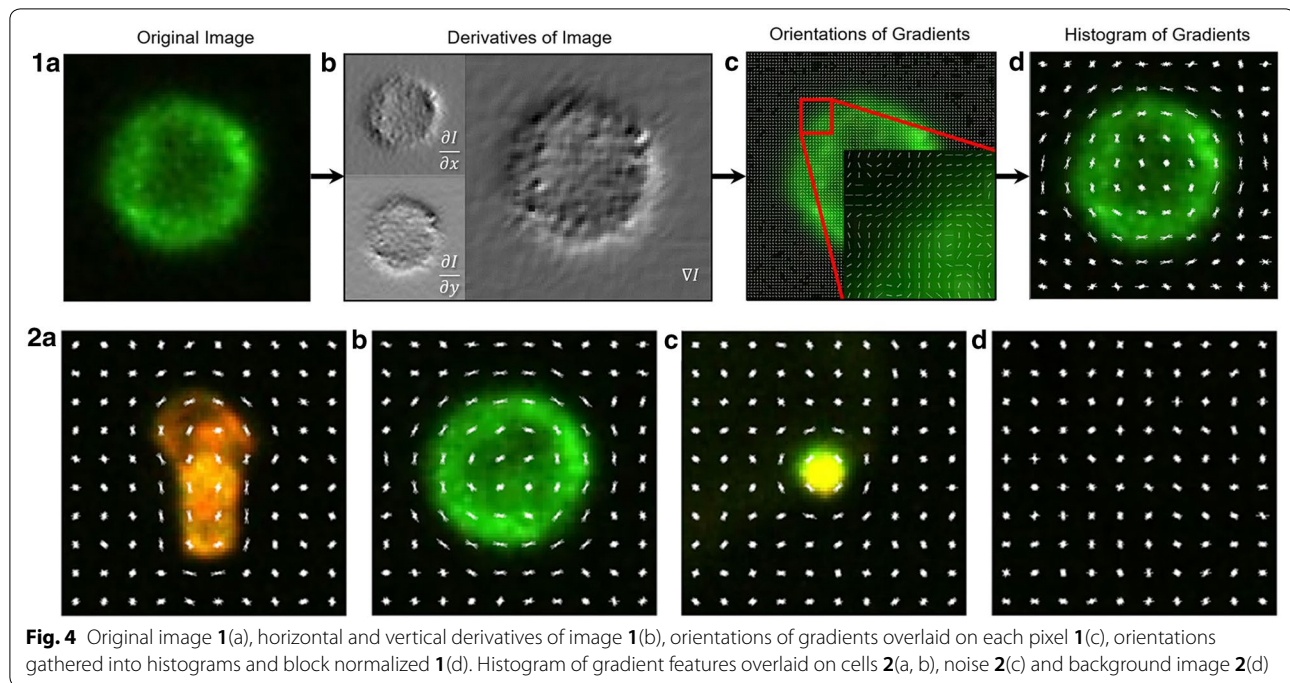 Original Image
Derivatives of Image
Orientations of Gradients
Histogram of Gradients
1a
b
c
d
∂I
∂x
∂I
∂y
∇I
2a
b
c
d
Fig. 4 Original image 1(a), horizontal and vertical derivatives of image 1(b), orientations of gradients overlaid on each pixel 1(c), orientations
gathered into histograms and block normalized 1(d). Histogram of gradient features overlaid on cells 2(a, b), noise 2(c) and background image 2(d)